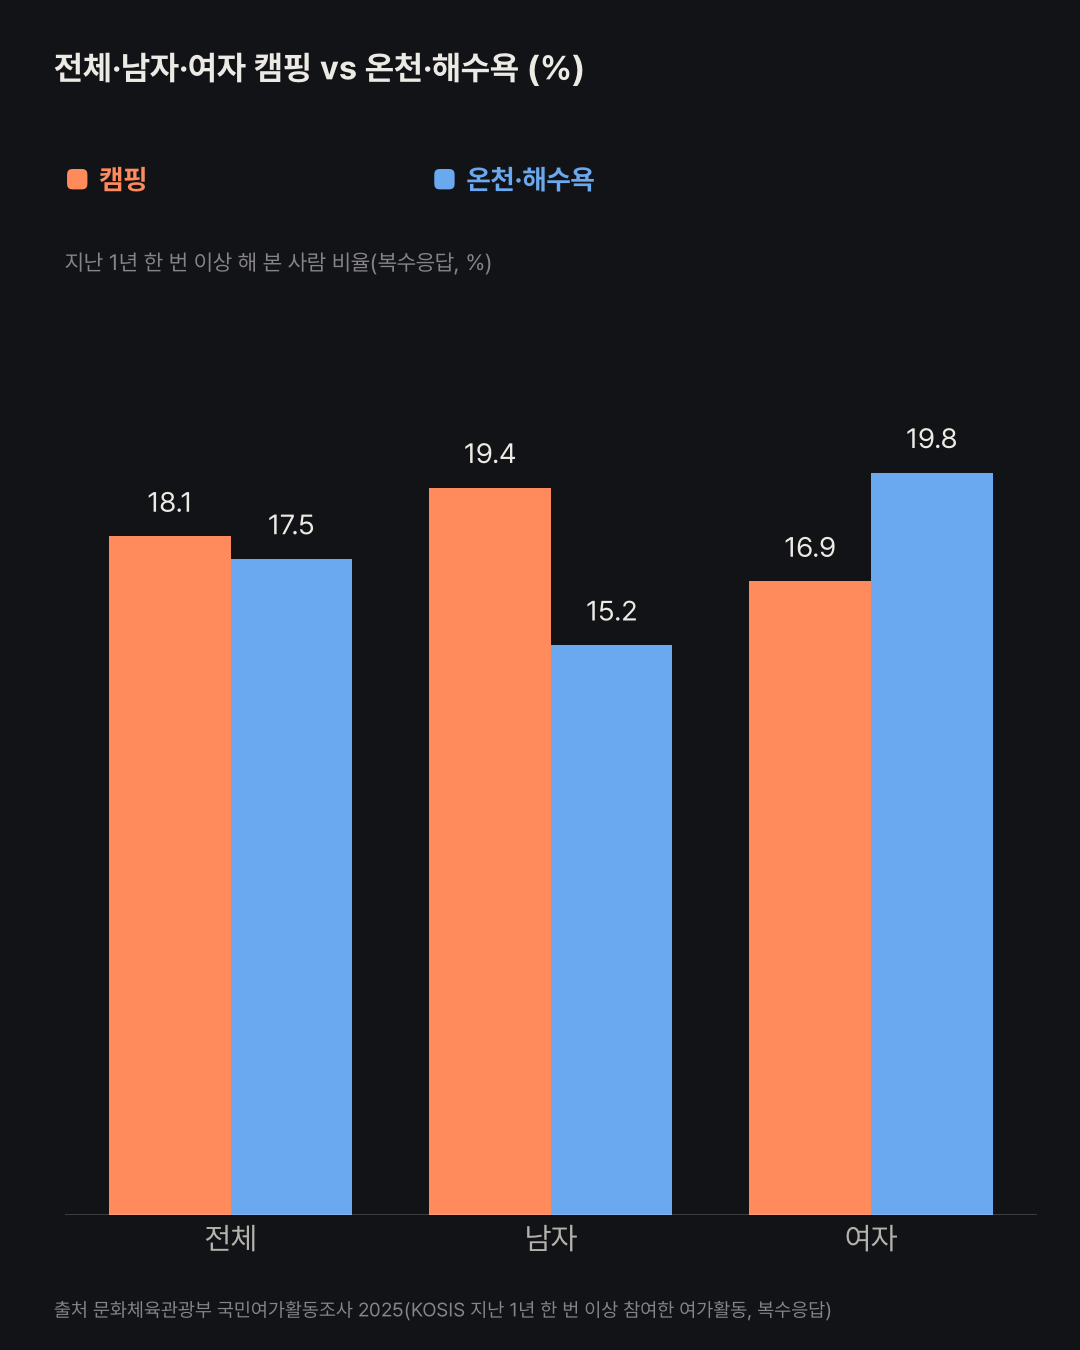 전체·남자·여자 캠핑 vs 온천·해수욕 (%)
캠핑
온천·해수욕
지난 1년 한 번 이상 해 본 사람 비율(복수응답, %)
18.1
17.5
19.4
15.2
16.9
19.8
전체
남자
여자
출처 문화체육관광부 국민여가활동조사 2025(KOSIS 지난 1년 한 번 이상 참여한 여가활동, 복수응답)